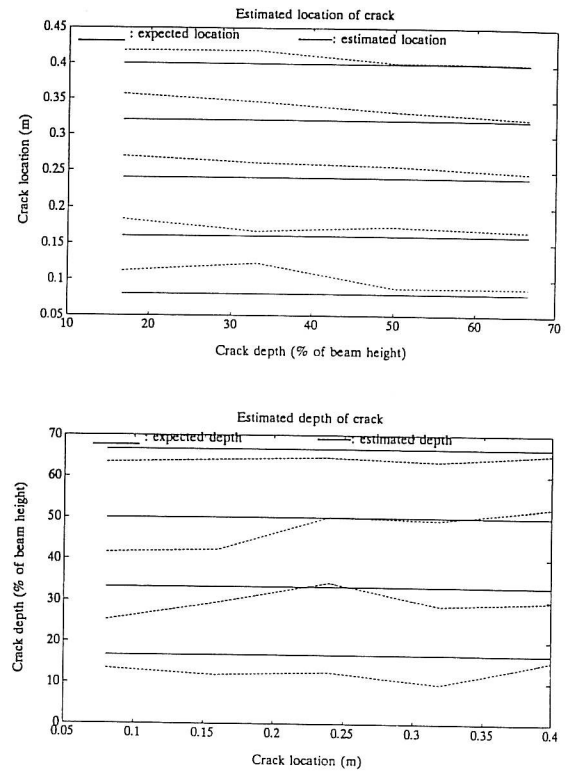 Estimated location of crack
: expected location : estimated location
0.45
0.4
0.35
0.3
0.25
0.2
0.15
0.1
0.05
10 20 30 40 50 60 70
Crack location (m)
Crack depth (% of beam height)
Estimated depth of crack
: expected depth : estimated depth
70
60
50
40
30
20
10
0
0.05 0.1 0.15 0.2 0.25 0.3 0.35 0.4
Crack depth (% of beam height)
Crack location (m)